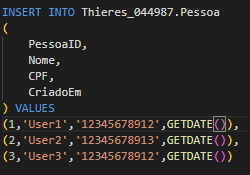 INSERT INTO Thieres_044987.Pessoa
(
PessoaID,
Nome,
CPF,
CriadoEm
) VALUES
(1,'User1','12345678912',GETDATE()),
(2,'User2','12345678913',GETDATE()),
(3,'User3','12345678912',GETDATE())